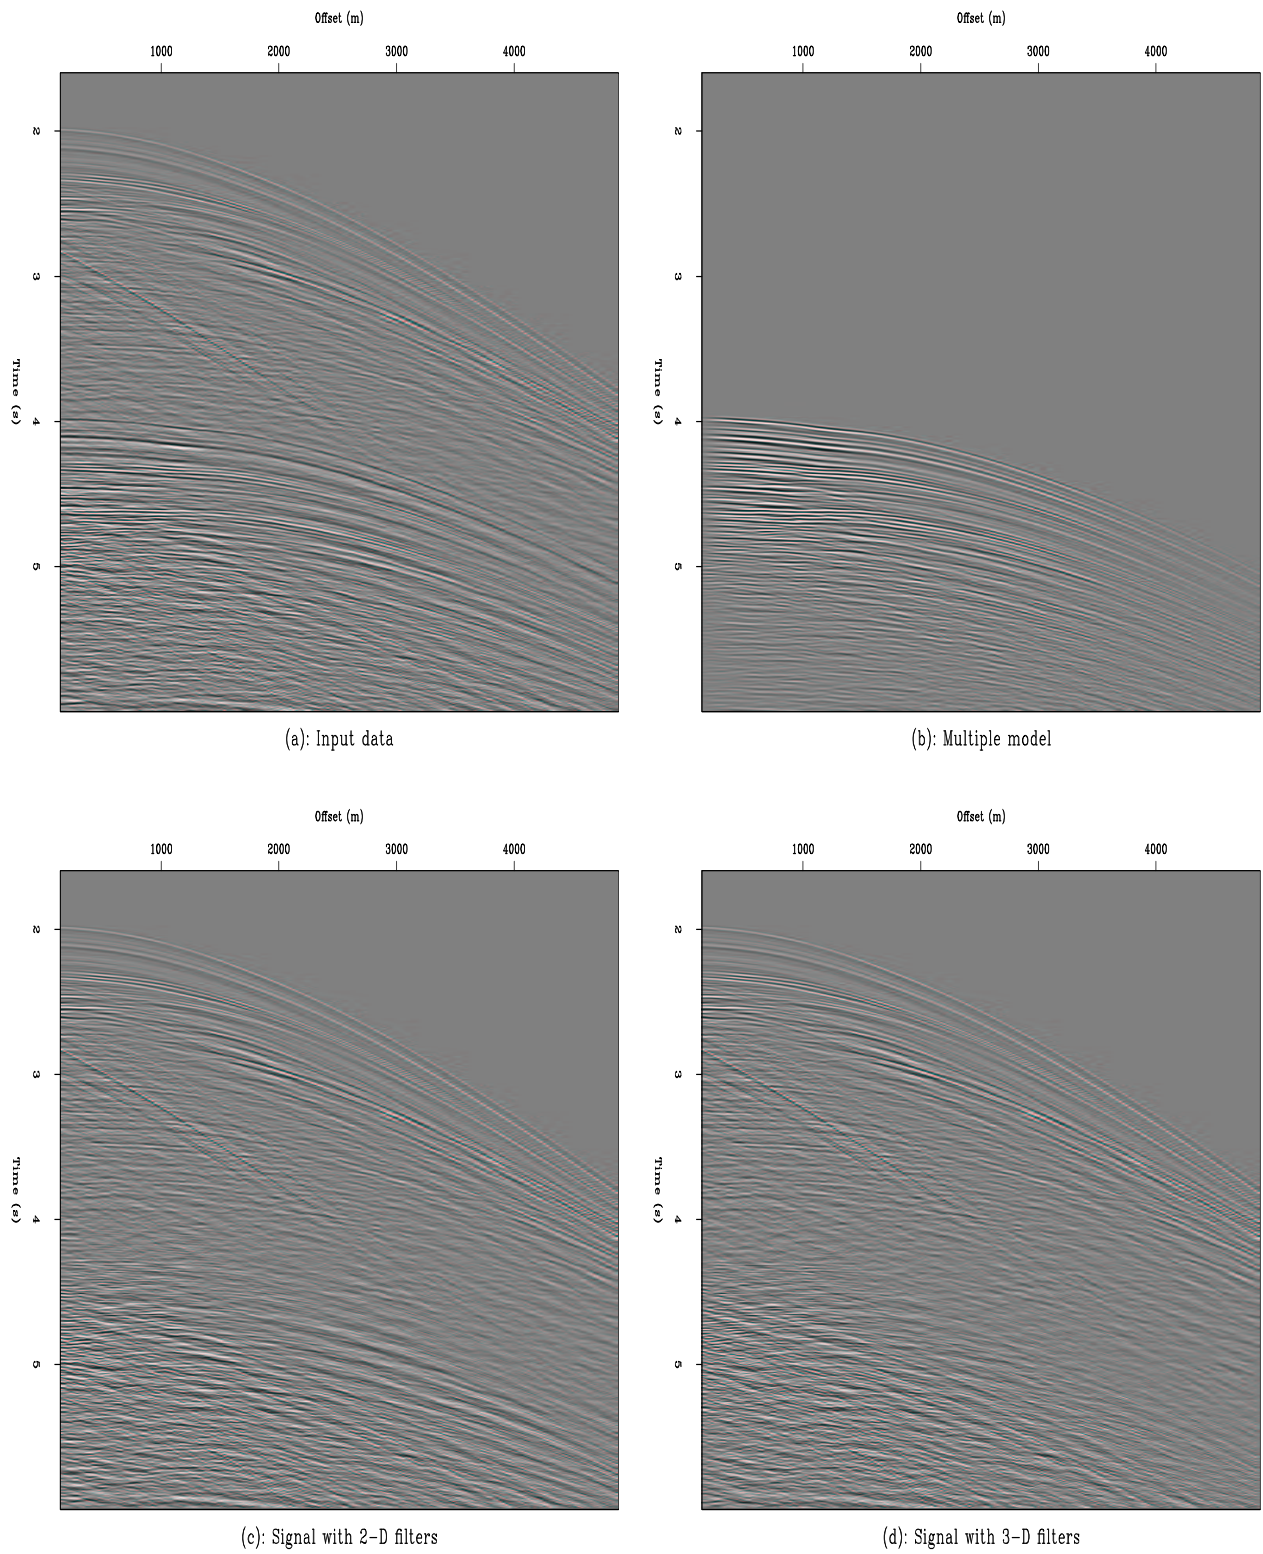 Offset (m)
1000 2000 3000 4000
2
3
4
5
Time (s)
(a): Input data
Offset (m)
1000 2000 3000 4000
2
3
4
5
Time (s)
(b): Multiple model
Offset (m)
1000 2000 3000 4000
2
3
4
5
Time (s)
(c): Signal with 2-D filters
Offset (m)
1000 2000 3000 4000
2
3
4
5
Time (s)
(d): Signal with 3-D filters